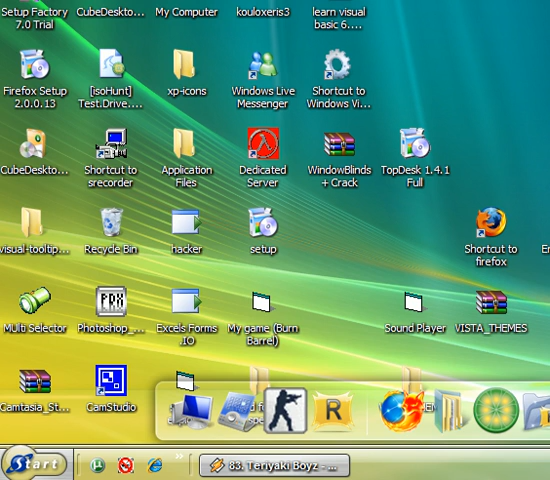 Setup Factory
7.0 Trial
CubeDeskto...
My Computer
kouloxeris3
learn visual
basic 6....
Firefox Setup
2.0.0.13
[isoHunt]
Test.Drive....
xp-icons
Windows Live
Messenger
Shortcut to
Windows Vi...
CubeDeskto...
Shortcut to
srecorder
Application
Files
Dedicated
Server
WindowBlinds
+ Crack
TopDesk 1.4.1
Full
visual-tooltip...
Recycle Bin
hacker
setup
Shortcut to
firefox
MUlti Selector
Photoshop_...
PDX
Excels Forms
.IO
My game (Burn
Barrel)
Sound Player
VISTA_THEMES
Camtasia_St...
CamStudio
R
Start
83. Teriyaki Boyz - ...